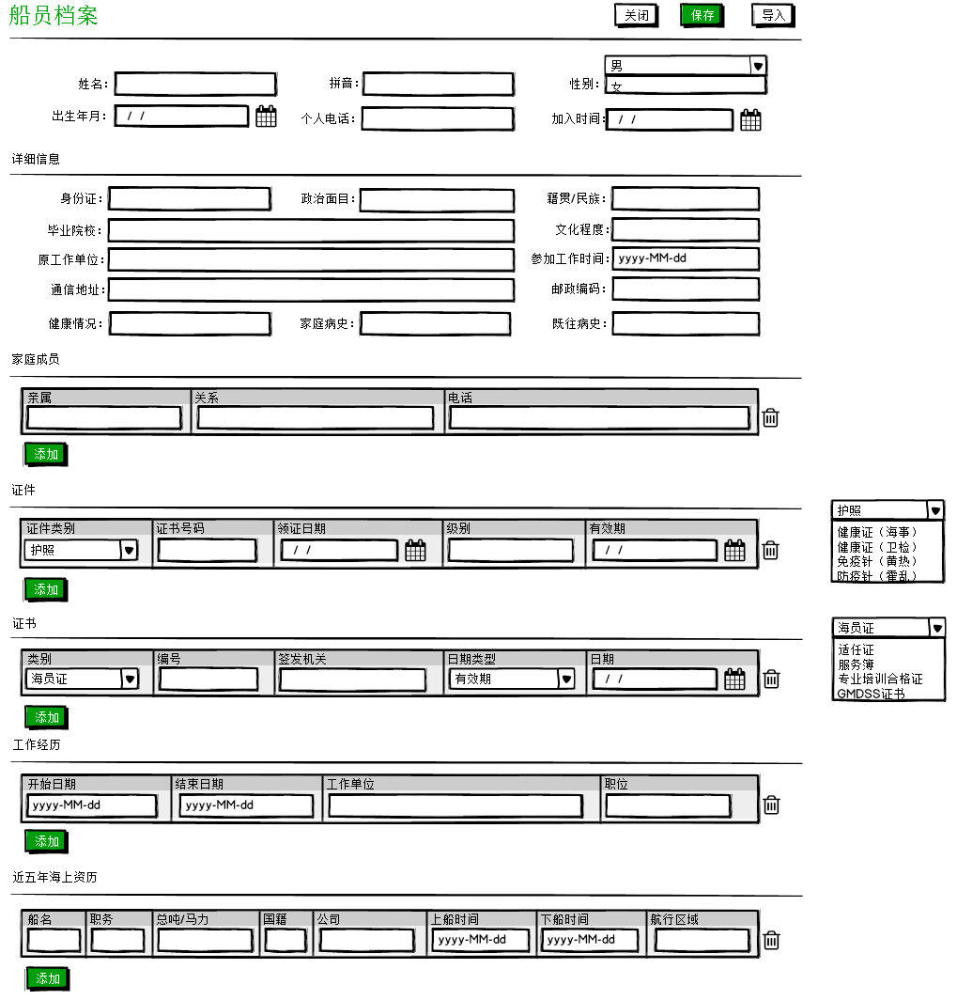 船员档案 关闭 保存 导入
姓名： 拼音： 性别： 男
女
出生年月： / / 个人电话： 加入时间： / /
详细信息
身份证： 政治面目： 籍贯/民族：
毕业院校： 文化程度：
原工作单位： 参加工作时间： yyyy-MM-dd
通信地址： 邮政编码：
健康情况： 家庭病史： 既往病史：
家庭成员
亲属 关系 电话
添加
证件
证件类别 证书号码 领证日期 级别 有效期
护照 / / / /
添加
护照
健康证（海事）
健康证（卫检）
免疫针（黄热）
防疫针（霍乱）
证书
类别 编号 签发机关 日期类型 日期
海员证 有效期 / /
添加
海员证
适任证
服务簿
专业培训合格证
GMDSS证书
工作经历
开始日期 结束日期 工作单位 职位
yyyy-MM-dd yyyy-MM-dd
添加
近五年海上资历
船名 职务 总吨/马力 国籍 公司 上船时间 下船时间 航行区域
yyyy-MM-dd yyyy-MM-dd
添加